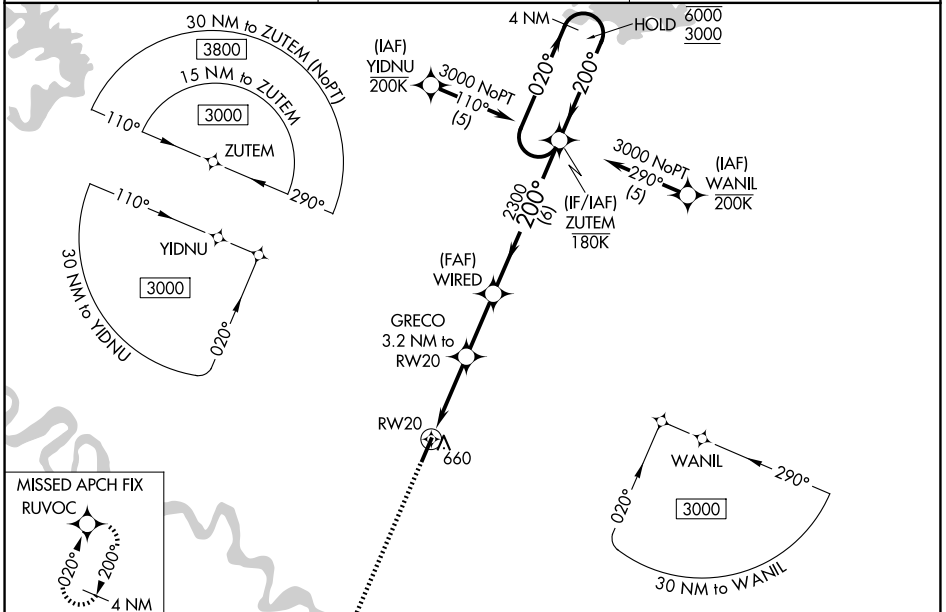 30 NM to ZUTEM (NoPT)
3800
15 NM to ZUTEM
3000
110°
ZUTEM
290°
110°
YIDNU
3000
020°
30 NM to YIDNU
(IAF)
YIDNU
200K
3000 NoPT
110°
(5)
4 NM
HOLD
6000
3000
020°
200°
3000 NoPT
290°
(5)
(IAF)
WANIL
200K
(IF/IAF)
ZUTEM
180K
2300
200°
(6)
(FAF)
WIRED
GRECO
3.2 NM to
RW20
RW20
660
WANIL
290°
020°
3000
30 NM to WANIL
MISSED APCH FIX
RUVOC
020°
200°
4 NM